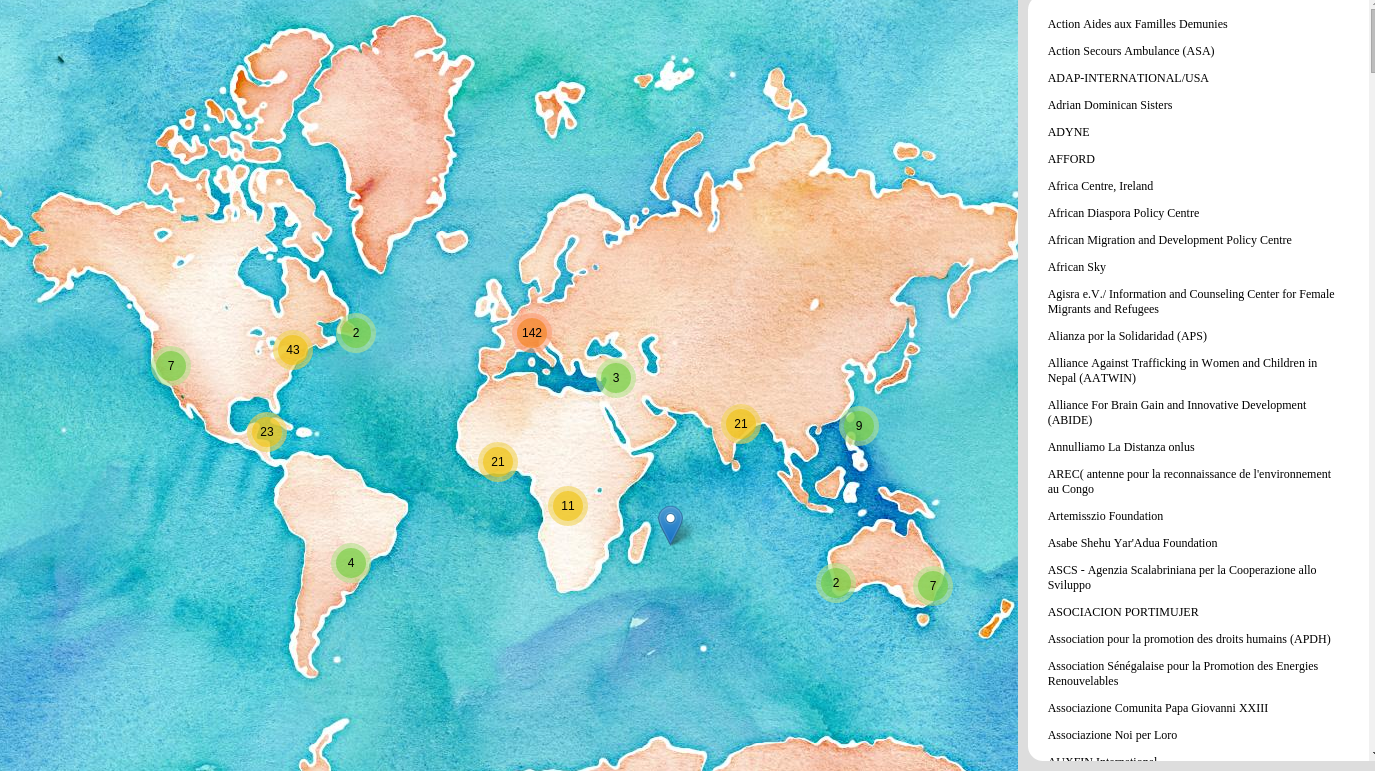 2
142
43
7
3
23
21
9
21
11
4
2
7
Action Aides aux Familles Demunies
Action Secours Ambulance (ASA)
ADAP-INTERNATIONAL/USA
Adrian Dominican Sisters
ADYNE
AFFORD
Africa Centre, Ireland
African Diaspora Policy Centre
African Migration and Development Policy Centre
African Sky
Agisra e.V./ Information and Counseling Center for Female
Migrants and Refugees
Alianza por la Solidaridad (APS)
Alliance Against Trafficking in Women and Children in
Nepal (AATWIN)
Alliance For Brain Gain and Innovative Development
(ABIDE)
Annulliamo La Distanza onlus
AREC( antenne pour la reconnaissance de l'environnement
au Congo
Artemisszio Foundation
Asabe Shehu Yar'Adua Foundation
ASCS - Agenzia Scalabriniana per la Cooperazione allo
Sviluppo
ASOCIACION PORTIMUJER
Association pour la promotion des droits humains (APDH)
Association Sénégalaise pour la Promotion des Energies
Renouvelables
Associazione Comunita Papa Giovanni XXIII
Associazione Noi per Loro
AUXFIN International